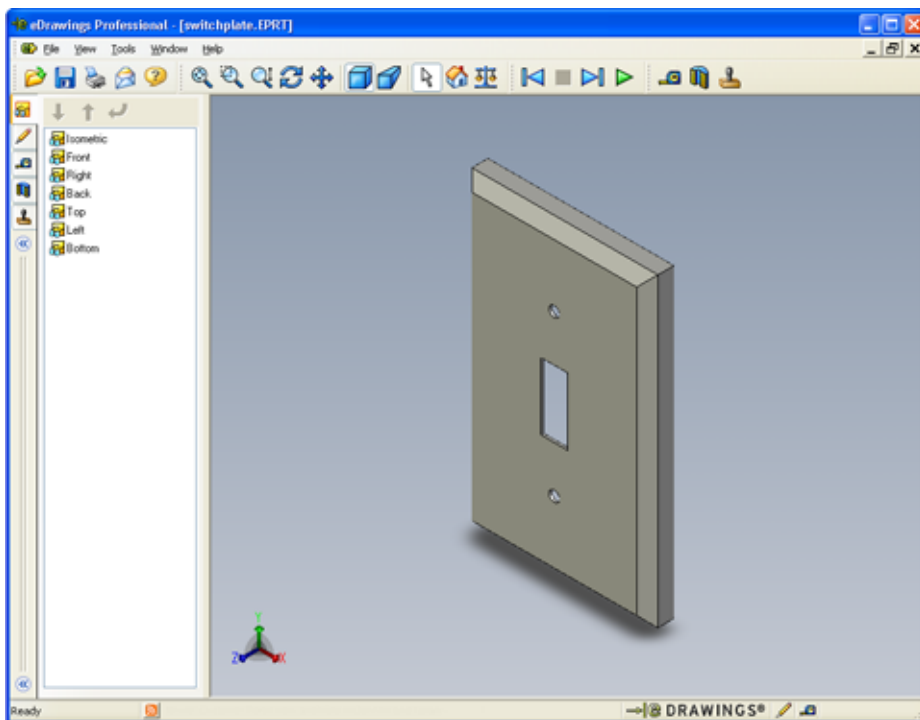 eDrawings Professional - [switchplate.EPRT]
File View Tools Window Help
Isometric
Front
Right
Back
Top
Left
Bottom
Y
Z X
Ready
DRAWINGS®